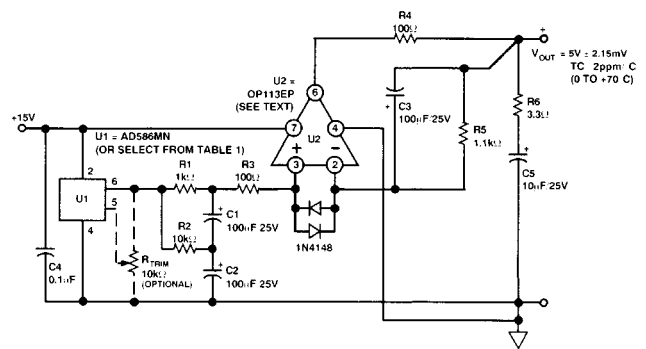 R4
100Ω
+
V OUT = 5V ± 2.15mV
TC 2ppm/°C
(0 TO +70 C)
U2 =
OP113EP
(SEE TEXT)
6
7
4
U2
+
−
3
2
+15V
U1 = AD586MN
(OR SELECT FROM TABLE 1)
+
C3
100µF/25V
R5
1.1kΩ
R6
3.3Ω
+
C5
10µF/25V
2
U1
6
5
4
R1
1kΩ
R3
100Ω
+
C1
100µF 25V
R2
10kΩ
+
C2
100µF 25V
1N4148
C4
0.1µF
R TRIM
10kΩ
(OPTIONAL)